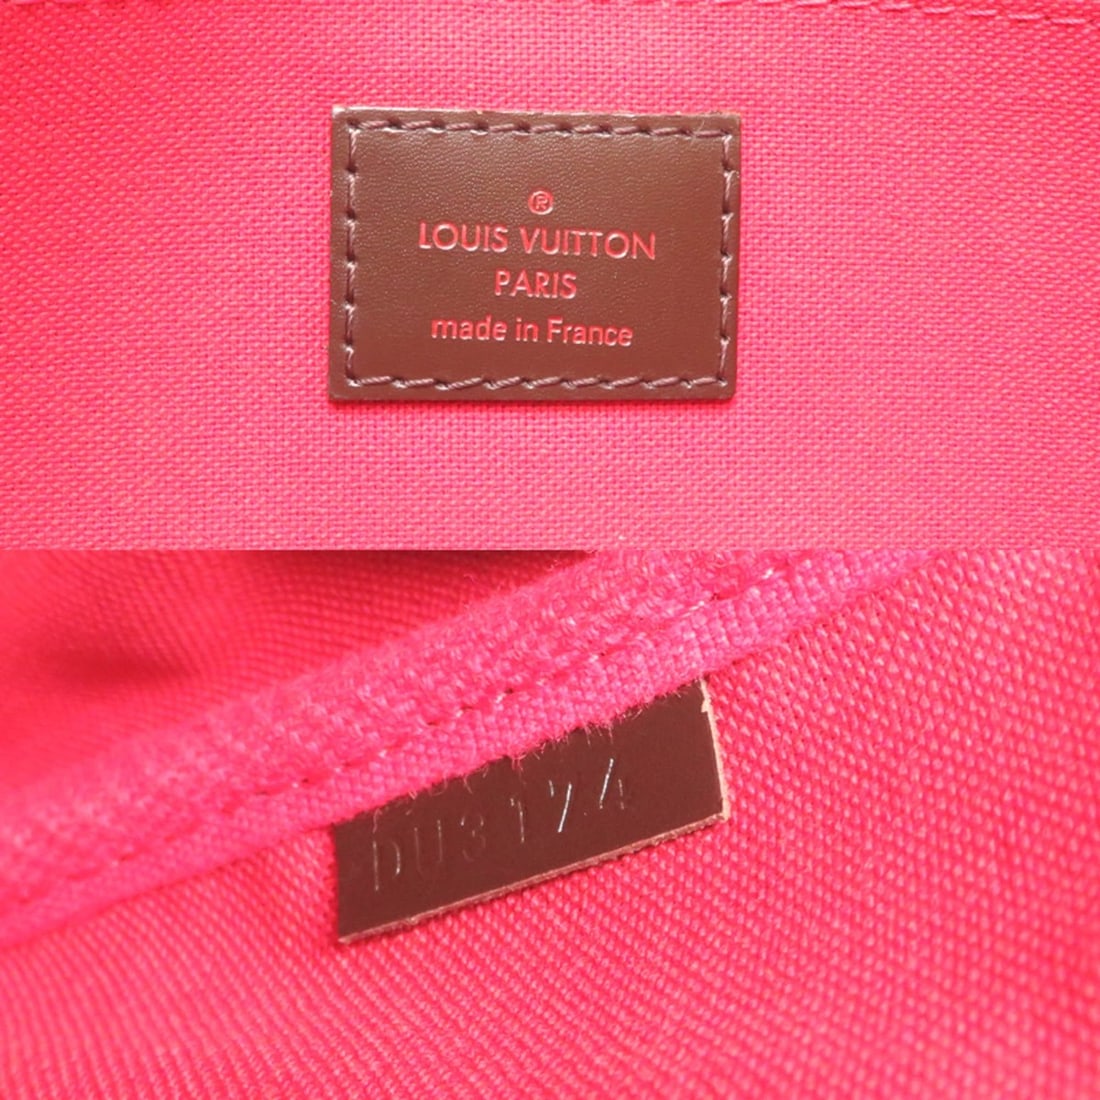 ®
LOUIS VUITTON
PARIS
made in France
DU3174